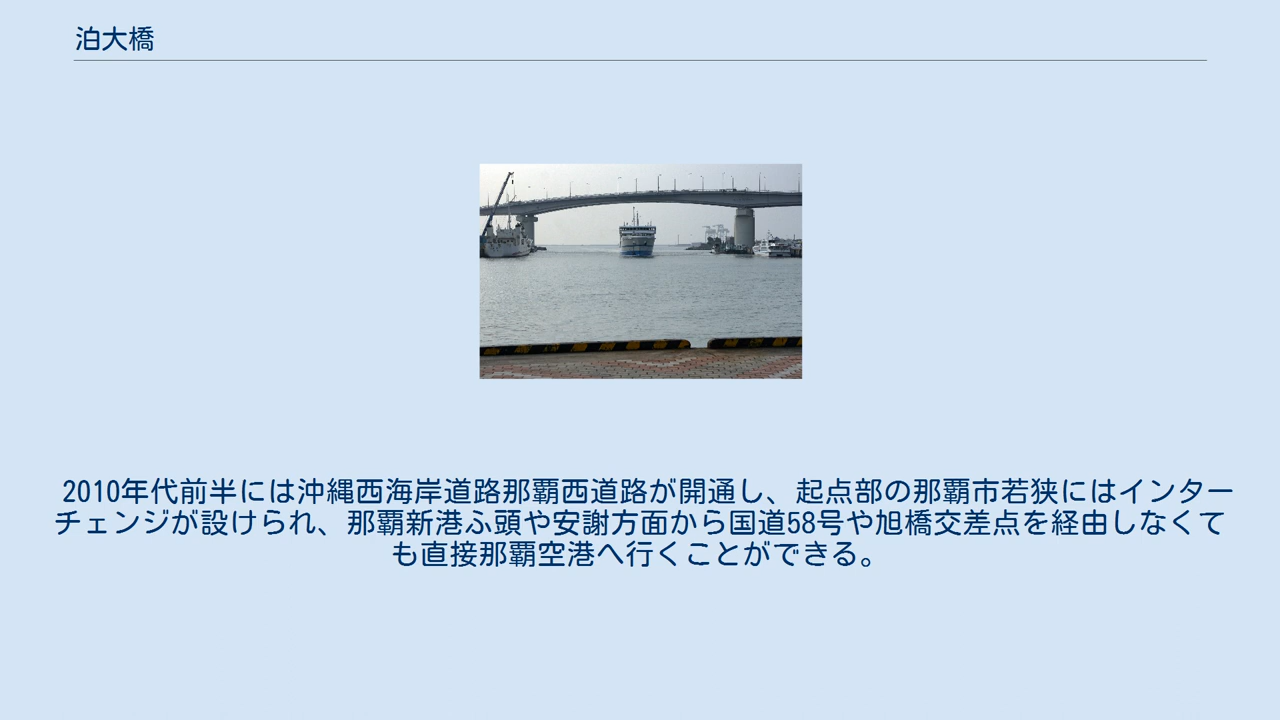 泊大橋
2010年代前半には沖縄西海岸道路那覇西道路が開通し、起点部の那覇市若狭にはインター
チェンジが設けられ、那覇新港ふ頭や安謝方面から国道58号や旭橋交差点を経由しなくて
も直接那覇空港へ行くことができる。